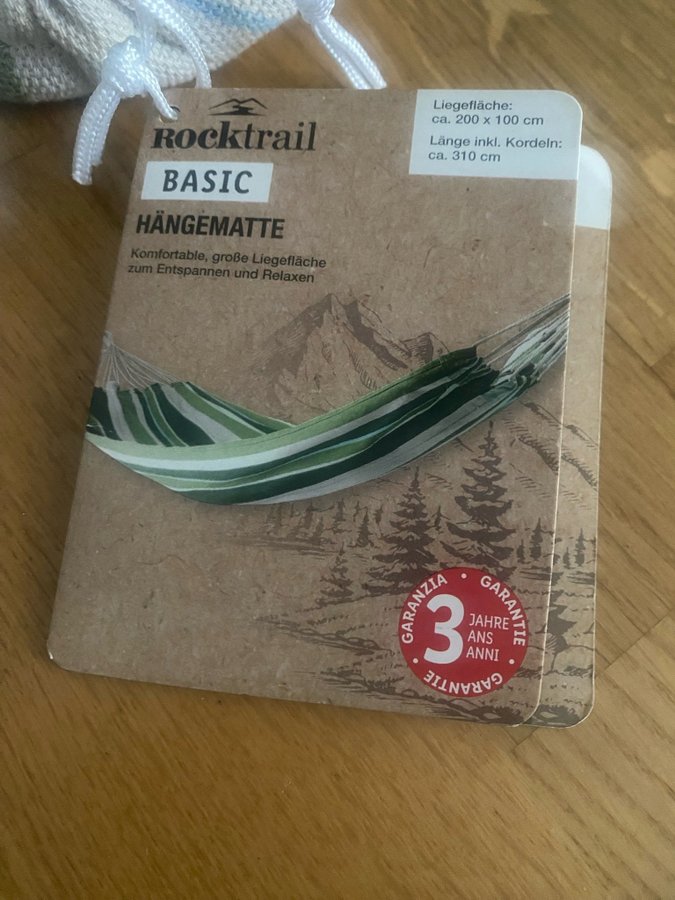 Rocktrail
BASIC
HÄNGEMATTE
Komfortable, große Liegefläche
zum Entspannen und Relaxen
Liegefläche:
ca. 200 x 100 cm
Länge inkl. Kordeln:
ca. 310 cm
GARANZIA • GARANTIE • GARANTIE •
3
JAHRE
ANS
ANNI